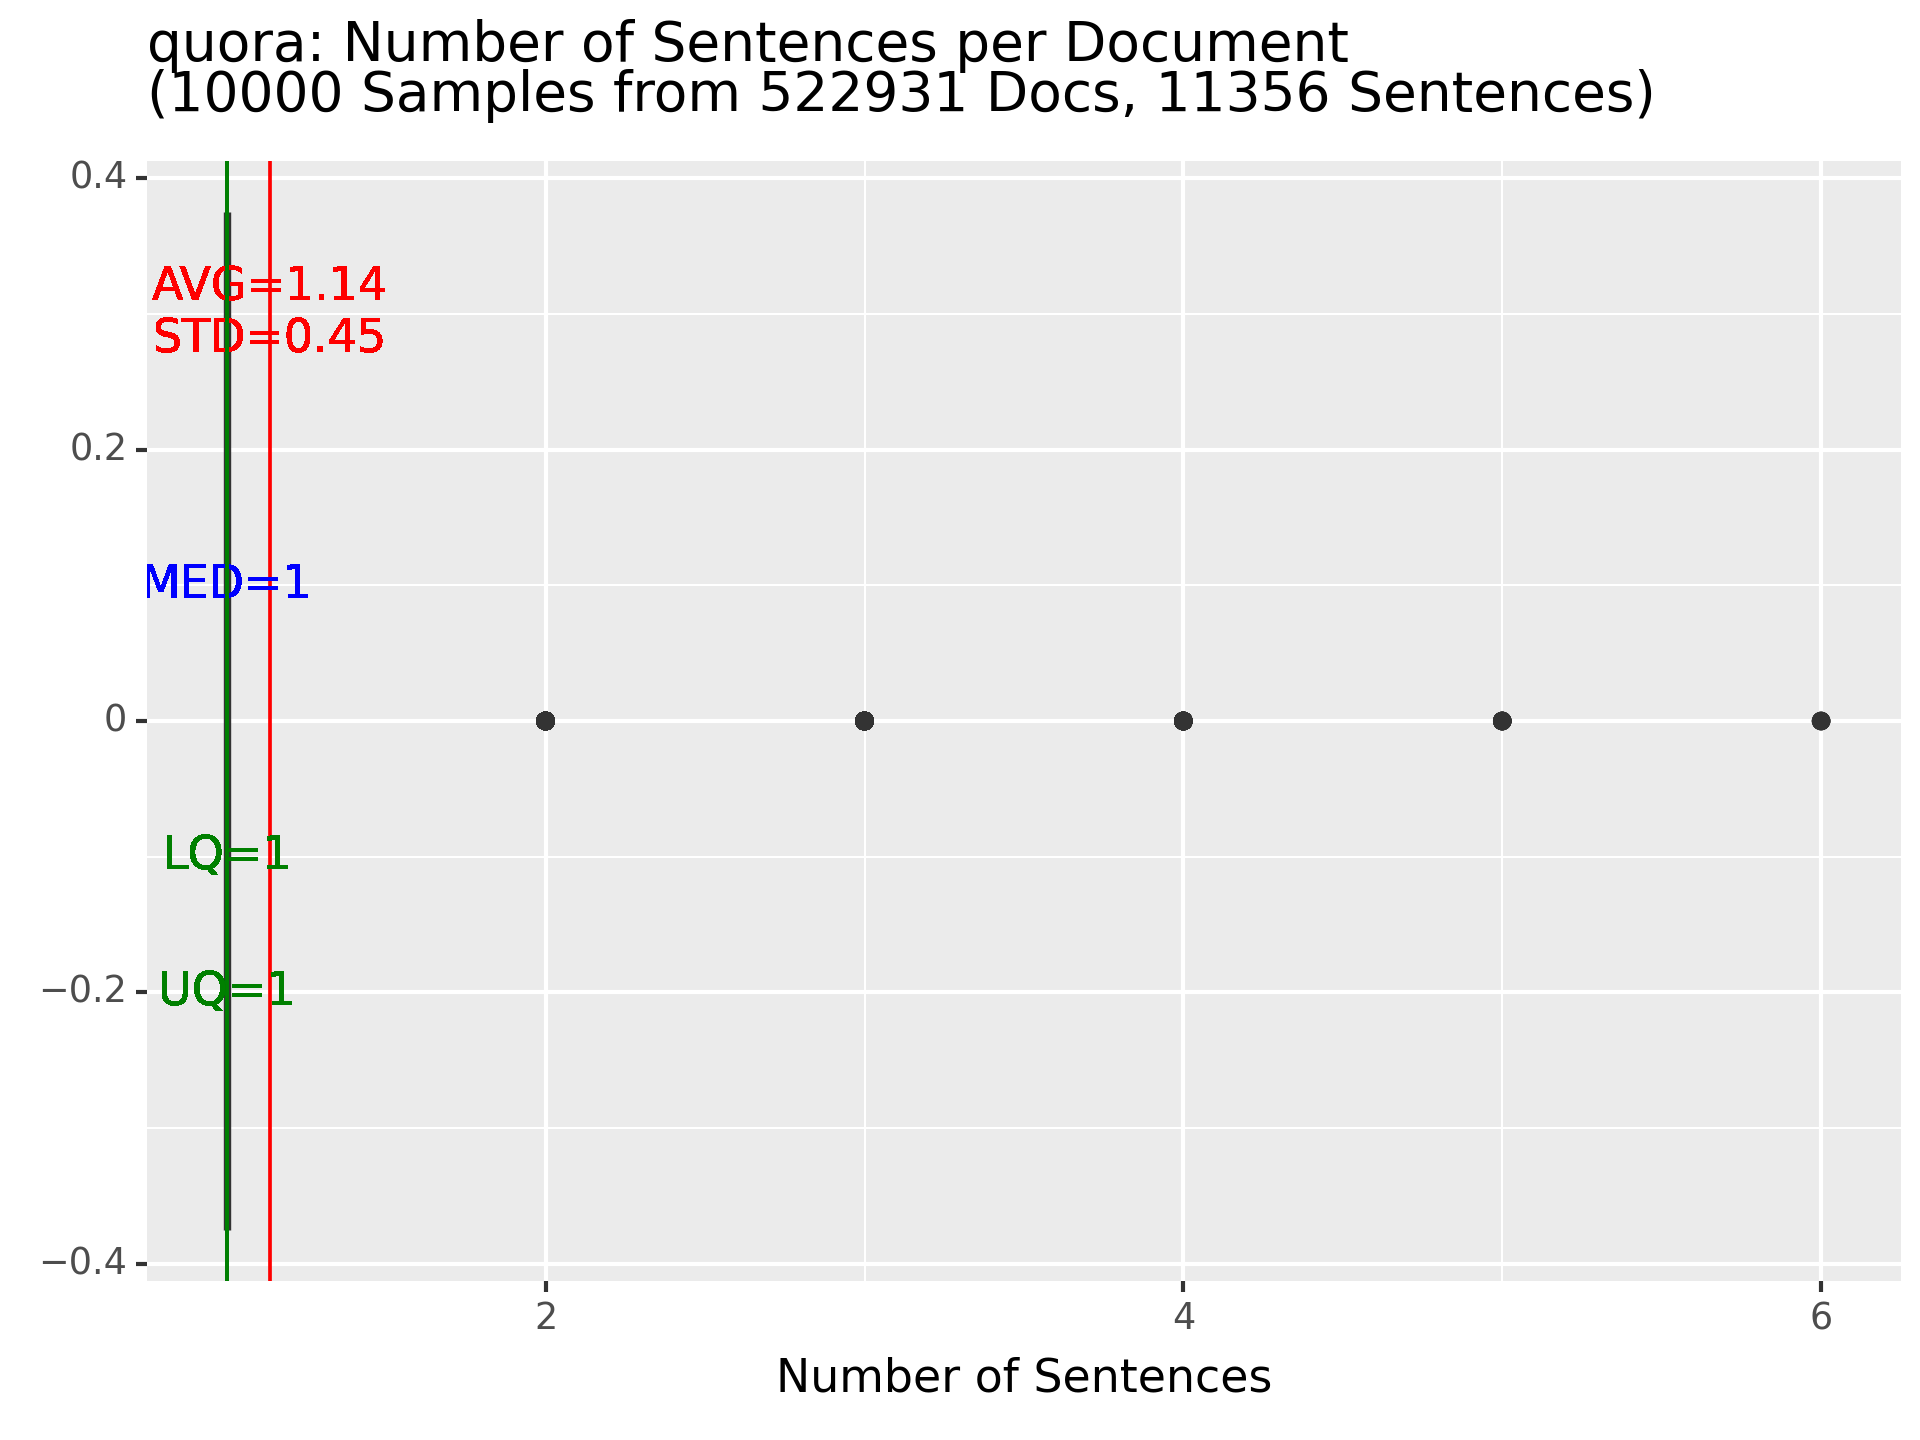 quora: Number of Sentences per Document
(10000 Samples from 522931 Docs, 11356 Sentences)
0.4
AVG=1.14
STD=0.45
0.2
MED=1
0
LQ=1
UQ=1
−0.2
−0.4
2
4
6
Number of Sentences